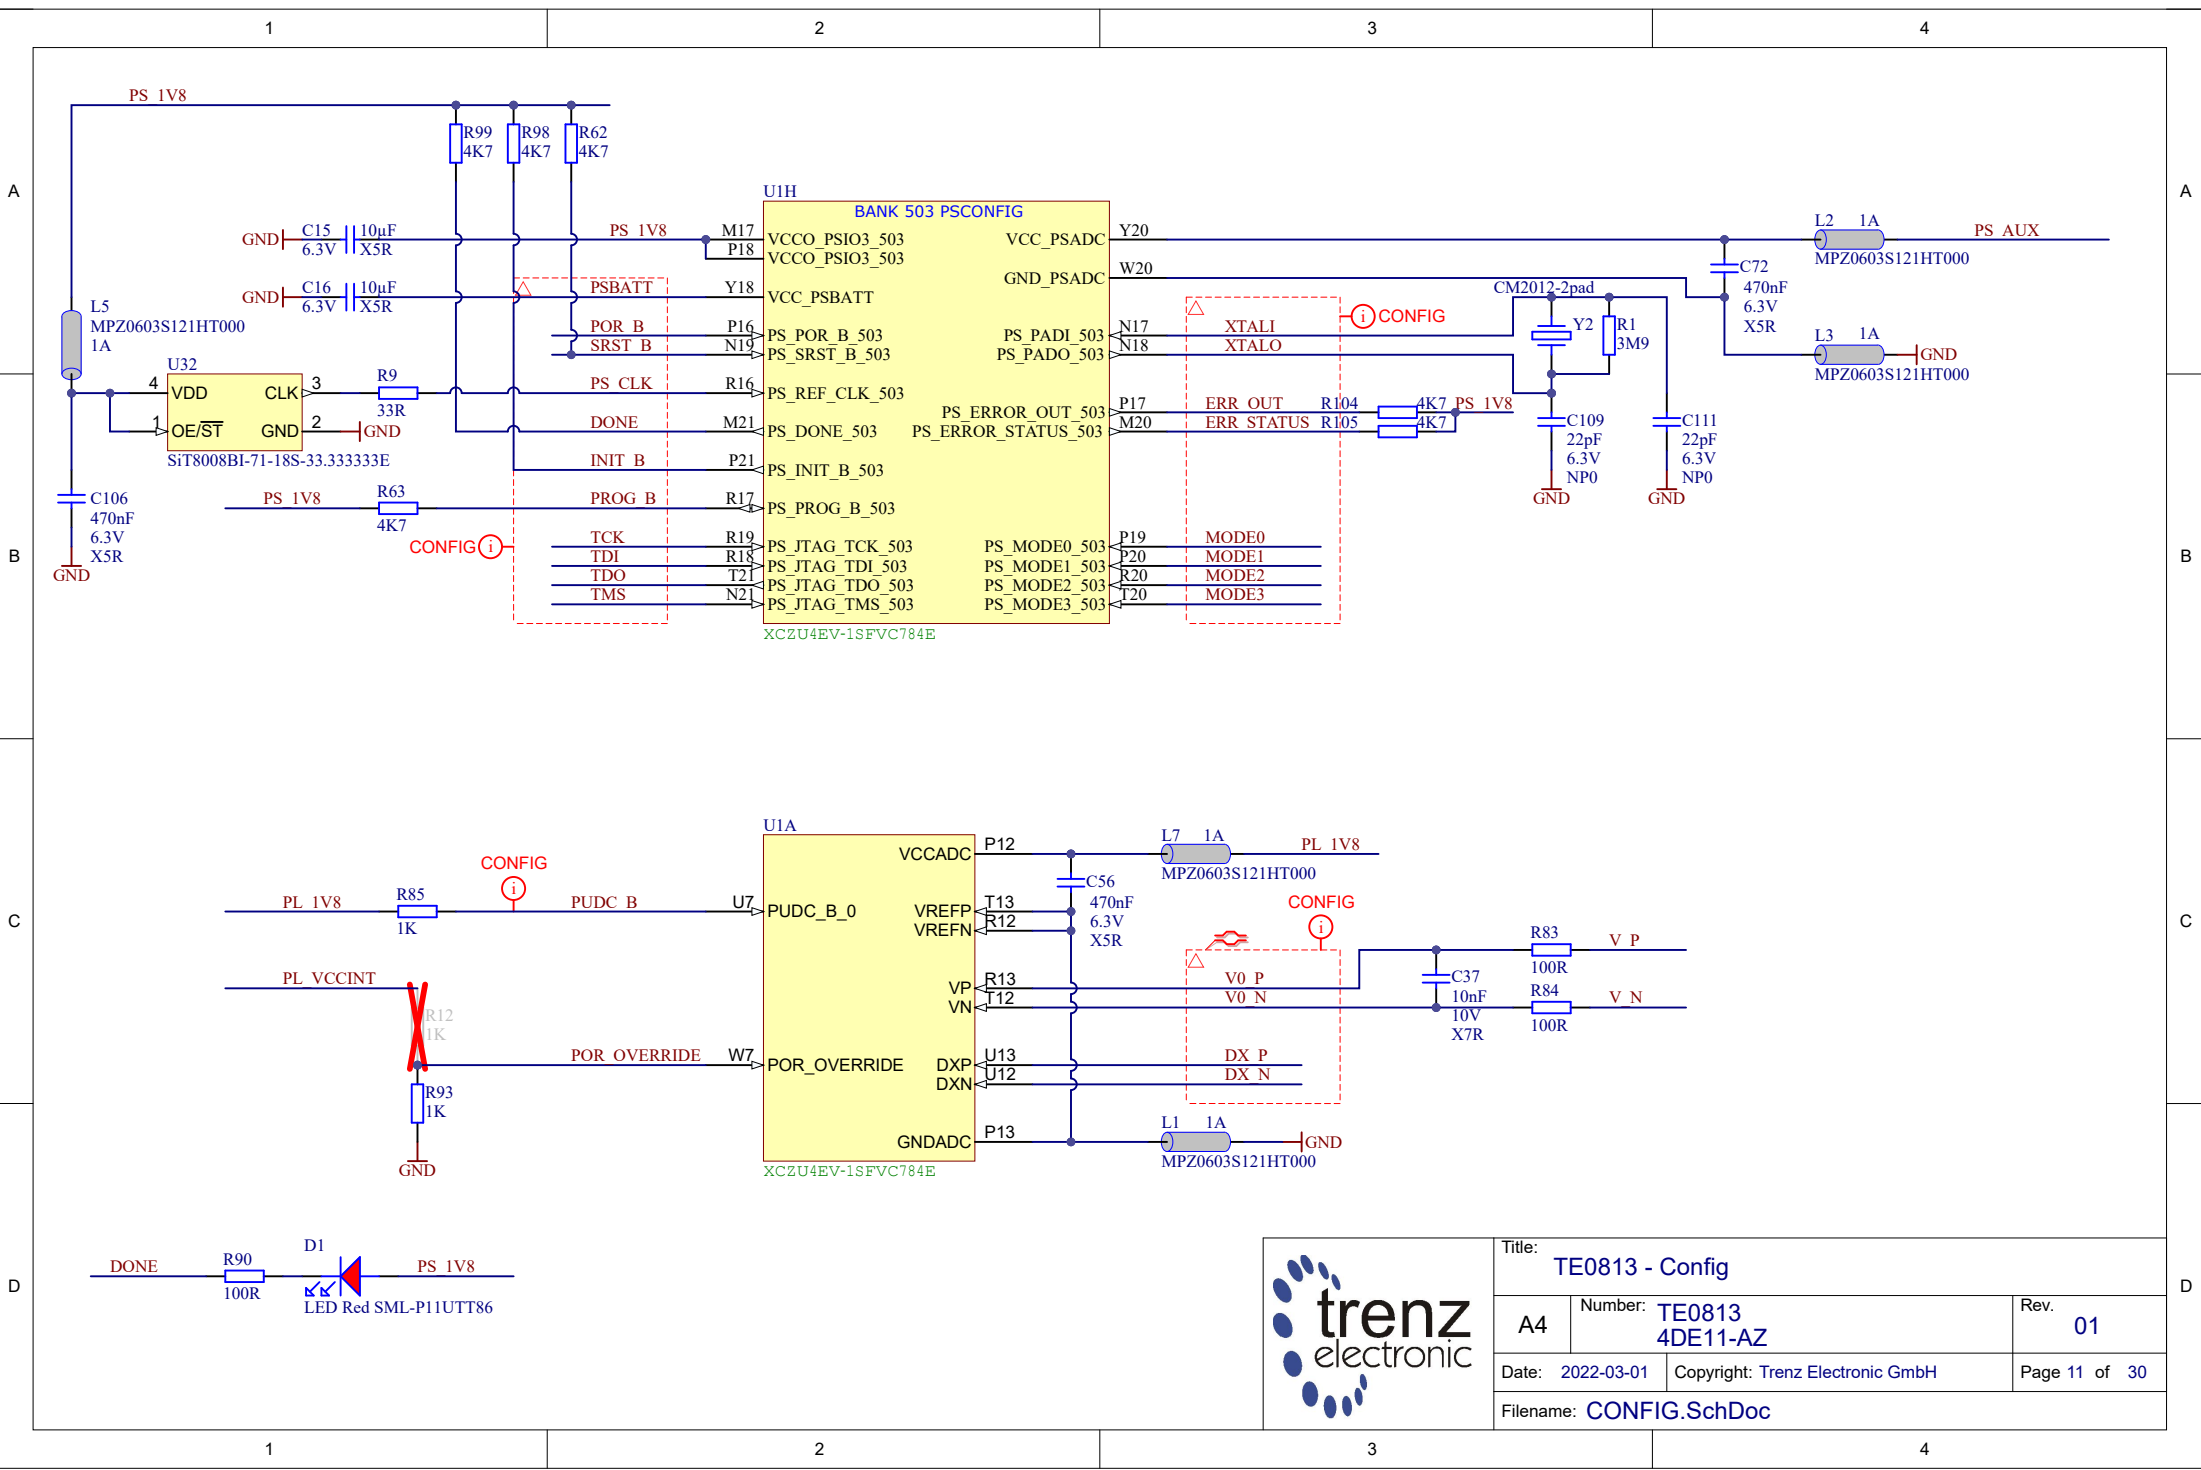 1 2 3 4
A A
B B
C C
D D
PS_1V8
R99
4K7
R98
4K7
R62
4K7
L5
MPZ0603S121HT000
1A
GND
C15
6.3V
10µF
X5R
PS_1V8
GND
C16
6.3V
10µF
X5R
PSBATT
U32
4 VDD
1 OE/ST
CLK 3
GND 2
GND
SiT8008BI-71-18S-33.333333E
R9
33R
C106
470nF
6.3V
X5R
GND
PS_1V8
R63
4K7
CONFIG
i
POR_B
SRST_B
PS_CLK
DONE
INIT_B
PROG_B
TCK
TDI
TDO
TMS
U1H
BANK 503 PSCONFIG
M17 VCCO_PSIO3_503
P18 VCCO_PSIO3_503
Y18 VCC_PSBATT
P16 PS_POR_B_503
N19 PS_SRST_B_503
R16 PS_REF_CLK_503
M21 PS_DONE_503
P21 PS_INIT_B_503
R17 PS_PROG_B_503
R19 PS_JTAG_TCK_503
R18 PS_JTAG_TDI_503
T21 PS_JTAG_TDO_503
N21 PS_JTAG_TMS_503
VCC_PSADC Y20
GND_PSADC W20
PS_PADI_503 N17
PS_PADO_503 N18
PS_ERROR_OUT_503 P17
PS_ERROR_STATUS_503 M20
PS_MODE0_503 P19
PS_MODE1_503 P20
PS_MODE2_503 R20
PS_MODE3_503 T20
XCZU4EV-1SFVC784E
XTALI
XTALO
ERR_OUT
ERR_STATUS
R104 4K7
R105 4K7
PS_1V8
MODE0
MODE1
MODE2
MODE3
i CONFIG
CM2012-2pad
Y2
R1
3M9
C109
22pF
6.3V
NP0
GND
C111
22pF
6.3V
NP0
GND
C72
470nF
6.3V
X5R
L2 1A
MPZ0603S121HT000
PS_AUX
L3 1A
MPZ0603S121HT000
GND
U1A
U7 PUDC_B_0
W7 POR_OVERRIDE
VCCADC P12
VREFP T13
VREFN R12
VP R13
VN T12
DXP U13
DXN U12
GNDADC P13
XCZU4EV-1SFVC784E
PL_1V8
R85
1K
CONFIG
i
PUDC_B
PL_VCCINT
R12
1K
POR_OVERRIDE
R93
1K
GND
L7 1A
MPZ0603S121HT000
PL_1V8
C56
470nF
6.3V
X5R
CONFIG
i
V0_P
V0_N
DX_P
DX_N
C37
10nF
10V
X7R
R83
100R
V_P
R84
100R
V_N
L1 1A
MPZ0603S121HT000
GND
DONE
R90
100R
D1
PS_1V8
LED Red SML-P11UTT86
trenz
electronic
Title:
TE0813 - Config
A4
Number: TE0813
4DE11-AZ
Rev.
01
Date: 2022-03-01
Copyright: Trenz Electronic GmbH
Page 11 of 30
Filename: CONFIG.SchDoc
1 2 3 4